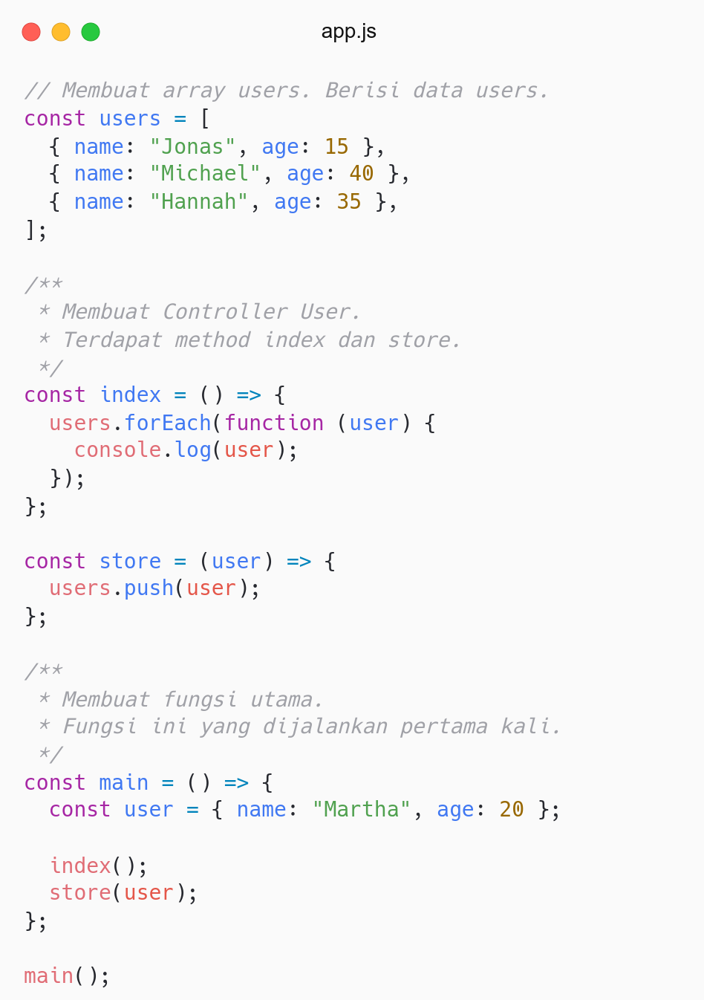 app.js
// Membuat array users. Berisi data users.
const users = [
  { name: "Jonas", age: 15 },
  { name: "Michael", age: 40 },
  { name: "Hannah", age: 35 },
];

/**
 * Membuat Controller User.
 * Terdapat method index dan store.
 */
const index = () => {
  users.forEach(function (user) {
    console.log(user);
  });
};

const store = (user) => {
  users.push(user);
};

/**
 * Membuat fungsi utama.
 * Fungsi ini yang dijalankan pertama kali.
 */
const main = () => {
  const user = { name: "Martha", age: 20 };

  index();
  store(user);
};

main();